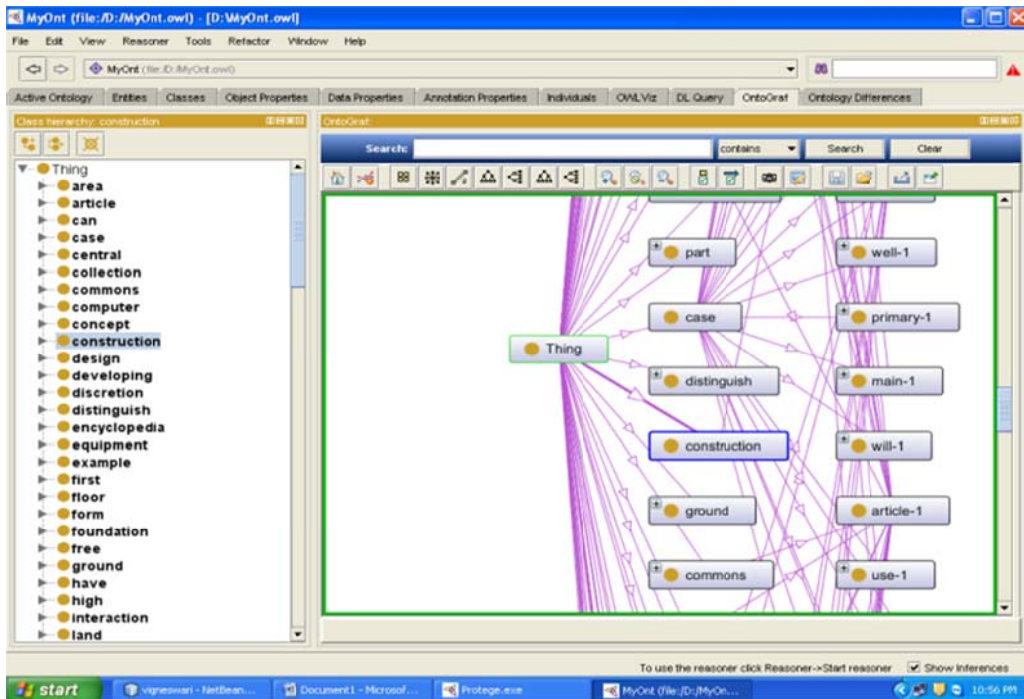 MyOnt (file:/D:/MyOnt.owl) - [D:\MyOnt.owl]
File Edit View Reasoner Tools Refactor Window Help
MyOnt (file:/D:/MyOnt.owl)
Active Ontology Entities Classes Object Properties Data Properties Annotation Properties Individuals OWLViz DL Query OntoGraf Ontology Differences
Class hierarchy: construction
OntoGraf:
Search: contains Search Clear
Thing
area
article
can
case
central
collection
commons
computer
concept
construction
design
developing
discretion
distinguish
encyclopedia
equipment
example
first
floor
form
foundation
free
ground
have
high
interaction
land
part well-1
case primary-1
Thing
distinguish main-1
construction will-1
ground article-1
commons use-1
To use the reasoner click Reasoner->Start reasoner Show Inferences
start vigneswari - NetBean... Document1 - Microsof... Protege.exe MyOnt (file:/D:/MyOn... 10:56 PM